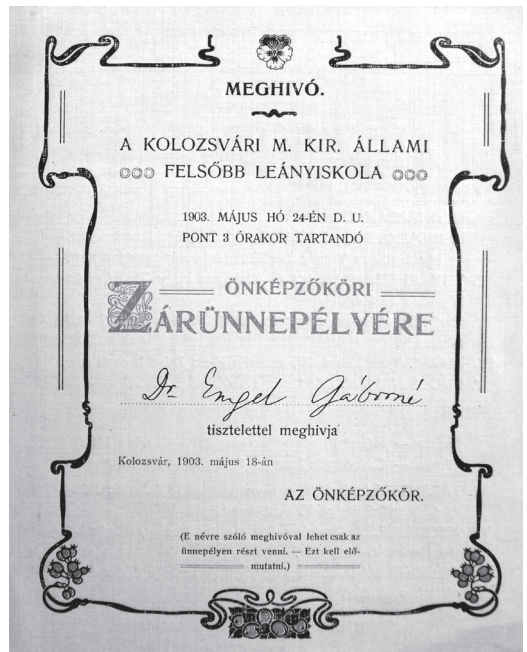 MEGHIVÓ.
A KOLOZSVÁRI M. KIR. ÁLLAMI
FELSŐBB LEÁNYISKOLA
1903. MÁJUS HÓ 24-ÉN D. U.
PONT 3 ÓRAKOR TARTANDÓ
ÖNKÉPZŐKÖRI
ZÁRÜNNEPÉLYÉRE
Dr. Engel Gáborné
tisztelettel meghivja
Kolozsvár, 1903. május 18-án
AZ ÖNKÉPZŐKÖR.
(E névre szóló meghivóval lehet csak az
ünnepélyen részt venni. — Ezt kell elő-
mutatni.)